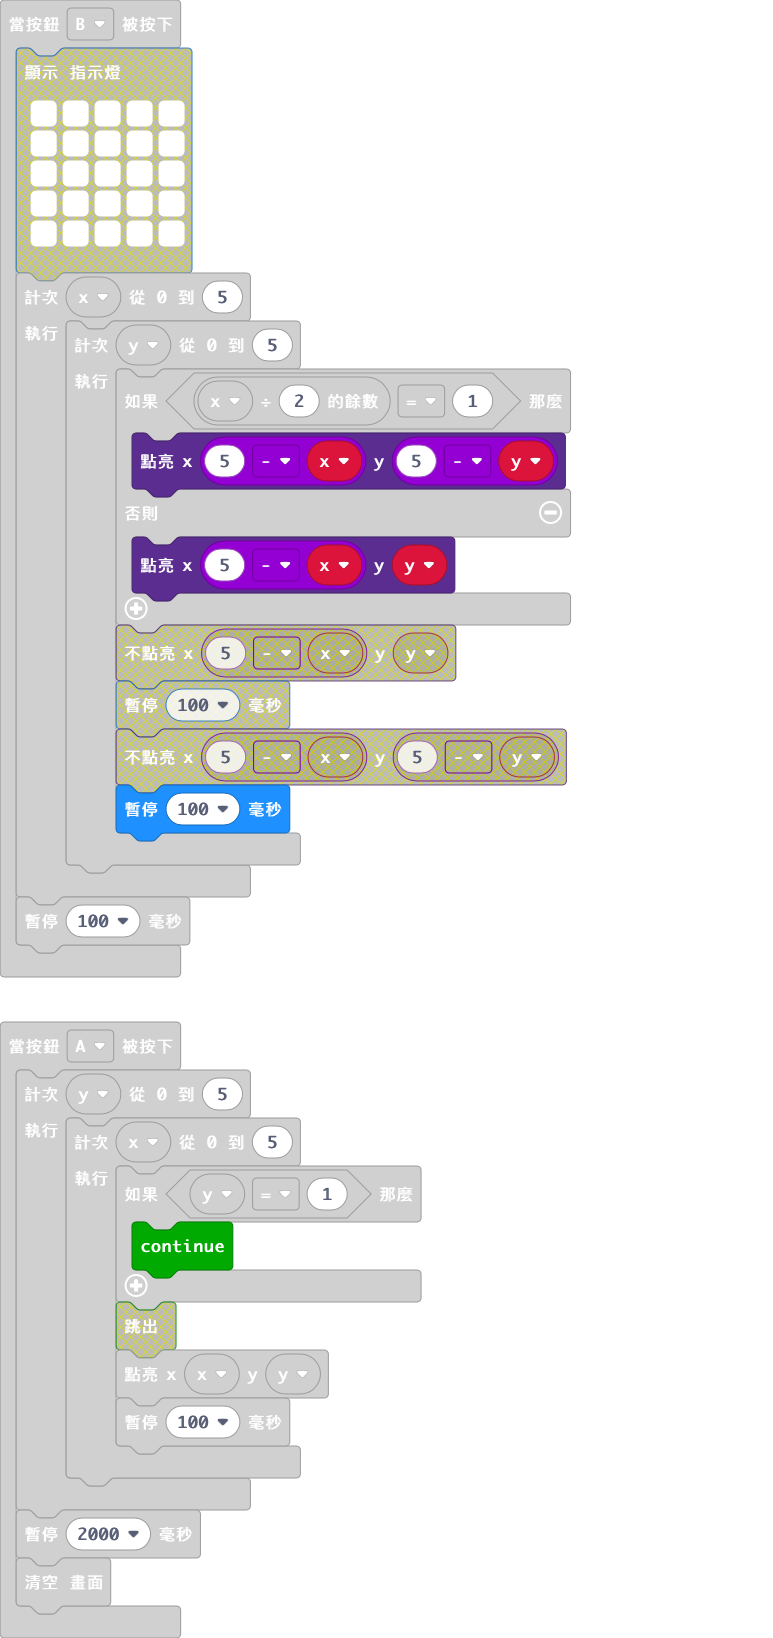 當按鈕 B 被按下
顯示 指示燈
計次 x 從 0 到 5
執行
計次 y 從 0 到 5
執行
如果 x ÷ 2 的餘數 = 1 那麼
點亮 x 5 - x y 5 - y
否則
點亮 x 5 - x y y
不點亮 x 5 - x y y
暫停 100 毫秒
不點亮 x 5 - x y 5 - y
暫停 100 毫秒
暫停 100 毫秒
當按鈕 A 被按下
計次 y 從 0 到 5
執行
計次 x 從 0 到 5
執行
如果 y = 1 那麼
continue
跳出
點亮 x x y y
暫停 100 毫秒
暫停 2000 毫秒
清空 畫面